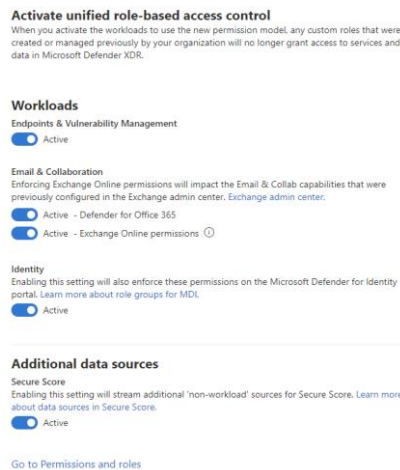 Activate unified role-based access control
When you activate the workloads to use the new permission model, any custom roles that were
created or managed previously by your organization will no longer grant access to services and
data in Microsoft Defender XDR.
Workloads
Endpoints & Vulnerability Management
Active
Email & Collaboration
Enforcing Exchange Online permissions will impact the Email & Collab capabilities that were
previously configured in the Exchange admin center. Exchange admin center.
Active - Defender for Office 365
Active - Exchange Online permissions
Identity
Enabling this setting will also enforce these permissions on the Microsoft Defender for Identity
portal. Learn more about role groups for MDI.
Active
Additional data sources
Secure Score
Enabling this setting will stream additional 'non-workload' sources for Secure Score. Learn more
about data sources in Secure Score.
Active
Go to Permissions and roles